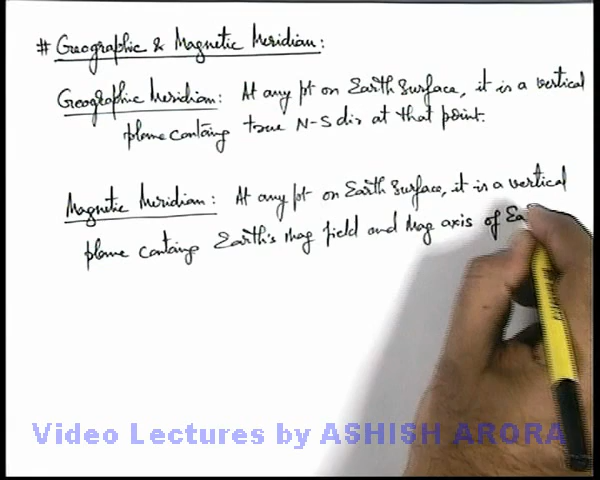 # Geographic & Magnetic Meridian:
Geographic Meridian: At any pt on Earth Surface, it is a vertical
plane containg true N-S dir at that point.
Magnetic Meridian: At any pt on Earth Surface, it is a vertical
plane containg Earth's Mag field and Mag axis of Ea
Video Lectures by ASHISH ARORA